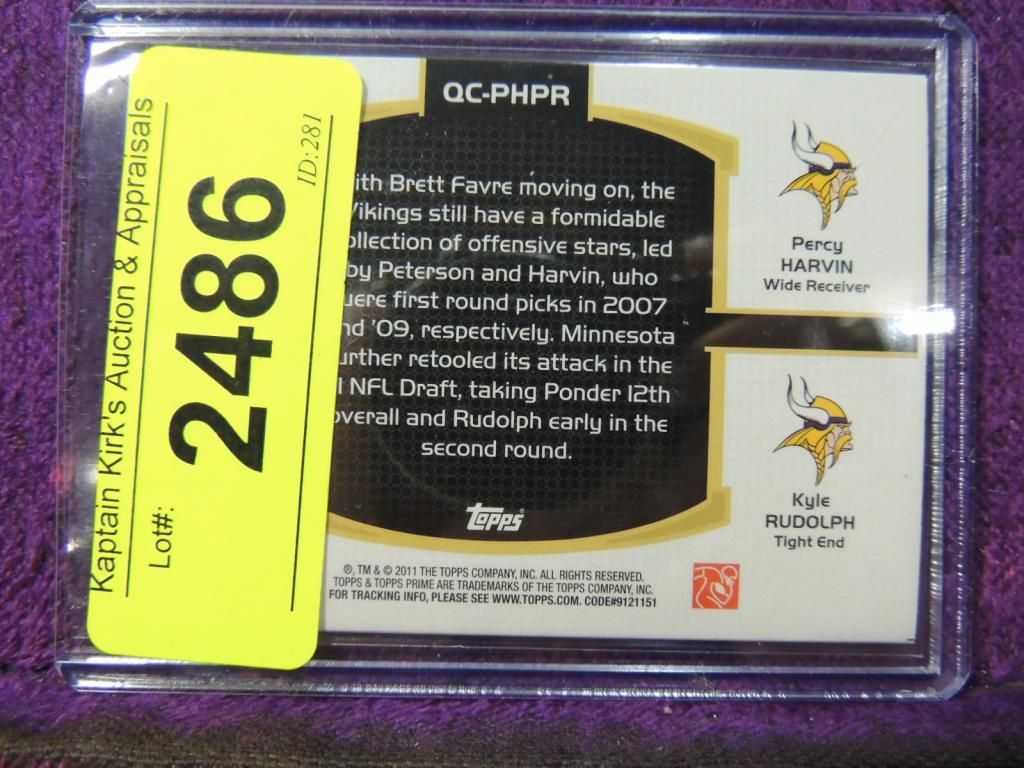 Kaptain Kirk's Auction & Appraisals
Lot#:
2486
ID:281
QC-PHPR
ith Brett Favre moving on, the
Vikings still have a formidable
ollection of offensive stars, led
by Peterson and Harvin, who
were first round picks in 2007
nd '09, respectively. Minnesota
urther retooled its attack in the
1 NFL Draft, taking Ponder 12th
overall and Rudolph early in the
second round.
topps
®, TM & © 2011 THE TOPPS COMPANY, INC. ALL RIGHTS RESERVED.
TOPPS & TOPPS PRIME ARE TRADEMARKS OF THE TOPPS COMPANY, INC.
FOR TRACKING INFO, PLEASE SEE WWW.TOPPS.COM. CODE#9121151
Percy
HARVIN
Wide Receiver
Kyle
RUDOLPH
Tight End